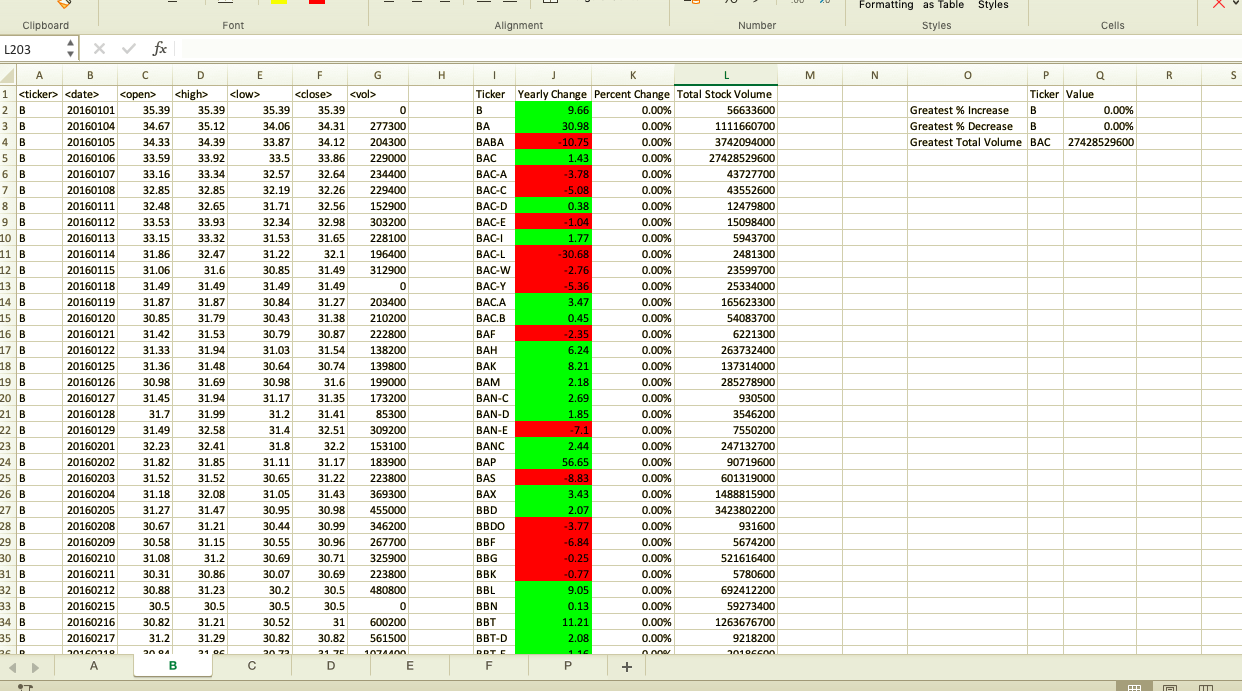 Formatting as Table Styles
Clipboard Font Alignment Number Styles Cells
L203 fx
A B C D E F G H I J K L M N O P Q R S
1 <ticker> <date> <open> <high> <low> <close> <vol> Ticker Yearly Change Percent Change Total Stock Volume Ticker Value
2 B 20160101 35.39 35.39 35.39 35.39 0 B 9.66 0.00% 56633600 Greatest % Increase B 0.00%
3 B 20160104 34.67 35.12 34.06 34.31 277300 BA 30.98 0.00% 1111660700 Greatest % Decrease B 0.00%
4 B 20160105 34.33 34.39 33.87 34.12 204300 BABA -10.75 0.00% 3742094000 Greatest Total Volume BAC 27428529600
5 B 20160106 33.59 33.92 33.5 33.86 229000 BAC 1.43 0.00% 27428529600
6 B 20160107 33.16 33.34 32.57 32.64 234400 BAC-A -3.78 0.00% 43727700
7 B 20160108 32.85 32.85 32.19 32.26 229400 BAC-C -5.08 0.00% 43552600
8 B 20160111 32.48 32.65 31.71 32.56 152900 BAC-D 0.38 0.00% 12479800
9 B 20160112 33.53 33.93 32.34 32.98 303200 BAC-E -1.04 0.00% 15098400
10 B 20160113 33.15 33.32 31.53 31.65 228100 BAC-I 1.77 0.00% 5943700
11 B 20160114 31.86 32.47 31.22 32.1 196400 BAC-L -30.68 0.00% 2481300
12 B 20160115 31.06 31.6 30.85 31.49 312900 BAC-W -2.76 0.00% 23599700
13 B 20160118 31.49 31.49 31.49 31.49 0 BAC-Y -5.36 0.00% 25334000
14 B 20160119 31.87 31.87 30.84 31.27 203400 BAC.A 3.47 0.00% 165623300
15 B 20160120 30.85 31.79 30.43 31.38 210200 BAC.B 0.45 0.00% 54083700
16 B 20160121 31.42 31.53 30.79 30.87 222800 BAF -2.35 0.00% 6221300
17 B 20160122 31.33 31.94 31.03 31.54 138200 BAH 6.24 0.00% 263732400
18 B 20160125 31.36 31.48 30.64 30.74 139800 BAK 8.21 0.00% 137314000
19 B 20160126 30.98 31.69 30.98 31.6 199000 BAM 2.18 0.00% 285278900
20 B 20160127 31.45 31.94 31.17 31.35 173200 BAN-C 2.69 0.00% 930500
21 B 20160128 31.7 31.99 31.2 31.41 85300 BAN-D 1.85 0.00% 3546200
22 B 20160129 31.49 32.58 31.4 32.51 309200 BAN-E -7.1 0.00% 7550200
23 B 20160201 32.23 32.41 31.8 32.2 153100 BANC 2.44 0.00% 247132700
24 B 20160202 31.82 31.85 31.11 31.17 183900 BAP 56.65 0.00% 90719600
25 B 20160203 31.52 31.52 30.65 31.22 223800 BAS -8.83 0.00% 601319000
26 B 20160204 31.18 32.08 31.05 31.43 369300 BAX 3.43 0.00% 1488815900
27 B 20160205 31.27 31.47 30.95 30.98 455000 BBD 2.07 0.00% 3423802200
28 B 20160208 30.67 31.21 30.44 30.99 346200 BBDO -3.77 0.00% 931600
29 B 20160209 30.58 31.15 30.55 30.96 267700 BBF -6.84 0.00% 5674200
30 B 20160210 31.08 31.2 30.69 30.71 325900 BBG -0.25 0.00% 521616400
31 B 20160211 30.31 30.86 30.07 30.69 223800 BBK -0.77 0.00% 5780600
32 B 20160212 30.88 31.23 30.2 30.5 480800 BBL 9.05 0.00% 692412200
33 B 20160215 30.5 30.5 30.5 30.5 0 BBN 0.13 0.00% 59273400
34 B 20160216 30.82 31.21 30.52 31 600200 BBT 11.21 0.00% 1263676700
35 B 20160217 31.2 31.29 30.82 30.82 561500 BBT-D 2.08 0.00% 9218200
A B C D E F P +